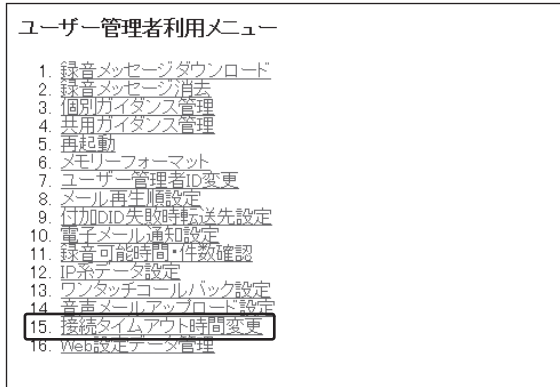 ユーザー管理者利用メニュー
1. 録音メッセージダウンロード
2. 録音メッセージ消去
3. 個別ガイダンス管理
4. 共用ガイダンス管理
5. 再起動
6. メモリーフォーマット
7. ユーザー管理者ID変更
8. メール再生順設定
9. 付加DID失敗時転送先設定
10. 電子メール通知設定
11. 録音可能時間・件数確認
12. IP系データ設定
13. ワンタッチコールバック設定
14. 音声メールアップロード設定
15. 接続タイムアウト時間変更
16. Web設定データ管理